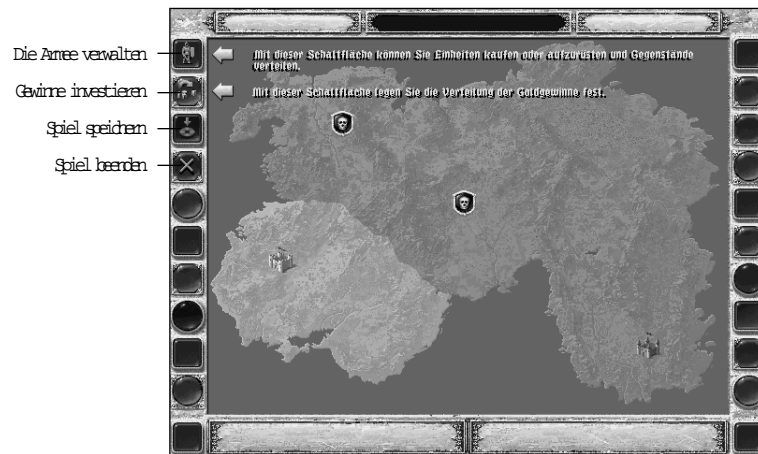 Mit dieser Schaltfläche können Sie Einheiten kaufen oder aufzurüsten und Gegenstände
verteilen.
Die Armee verwalten
Gewinne investieren
Mit dieser Schaltfläche legen Sie die Verteilung der Goldgewinne fest.
Spiel speichern
Spiel beenden